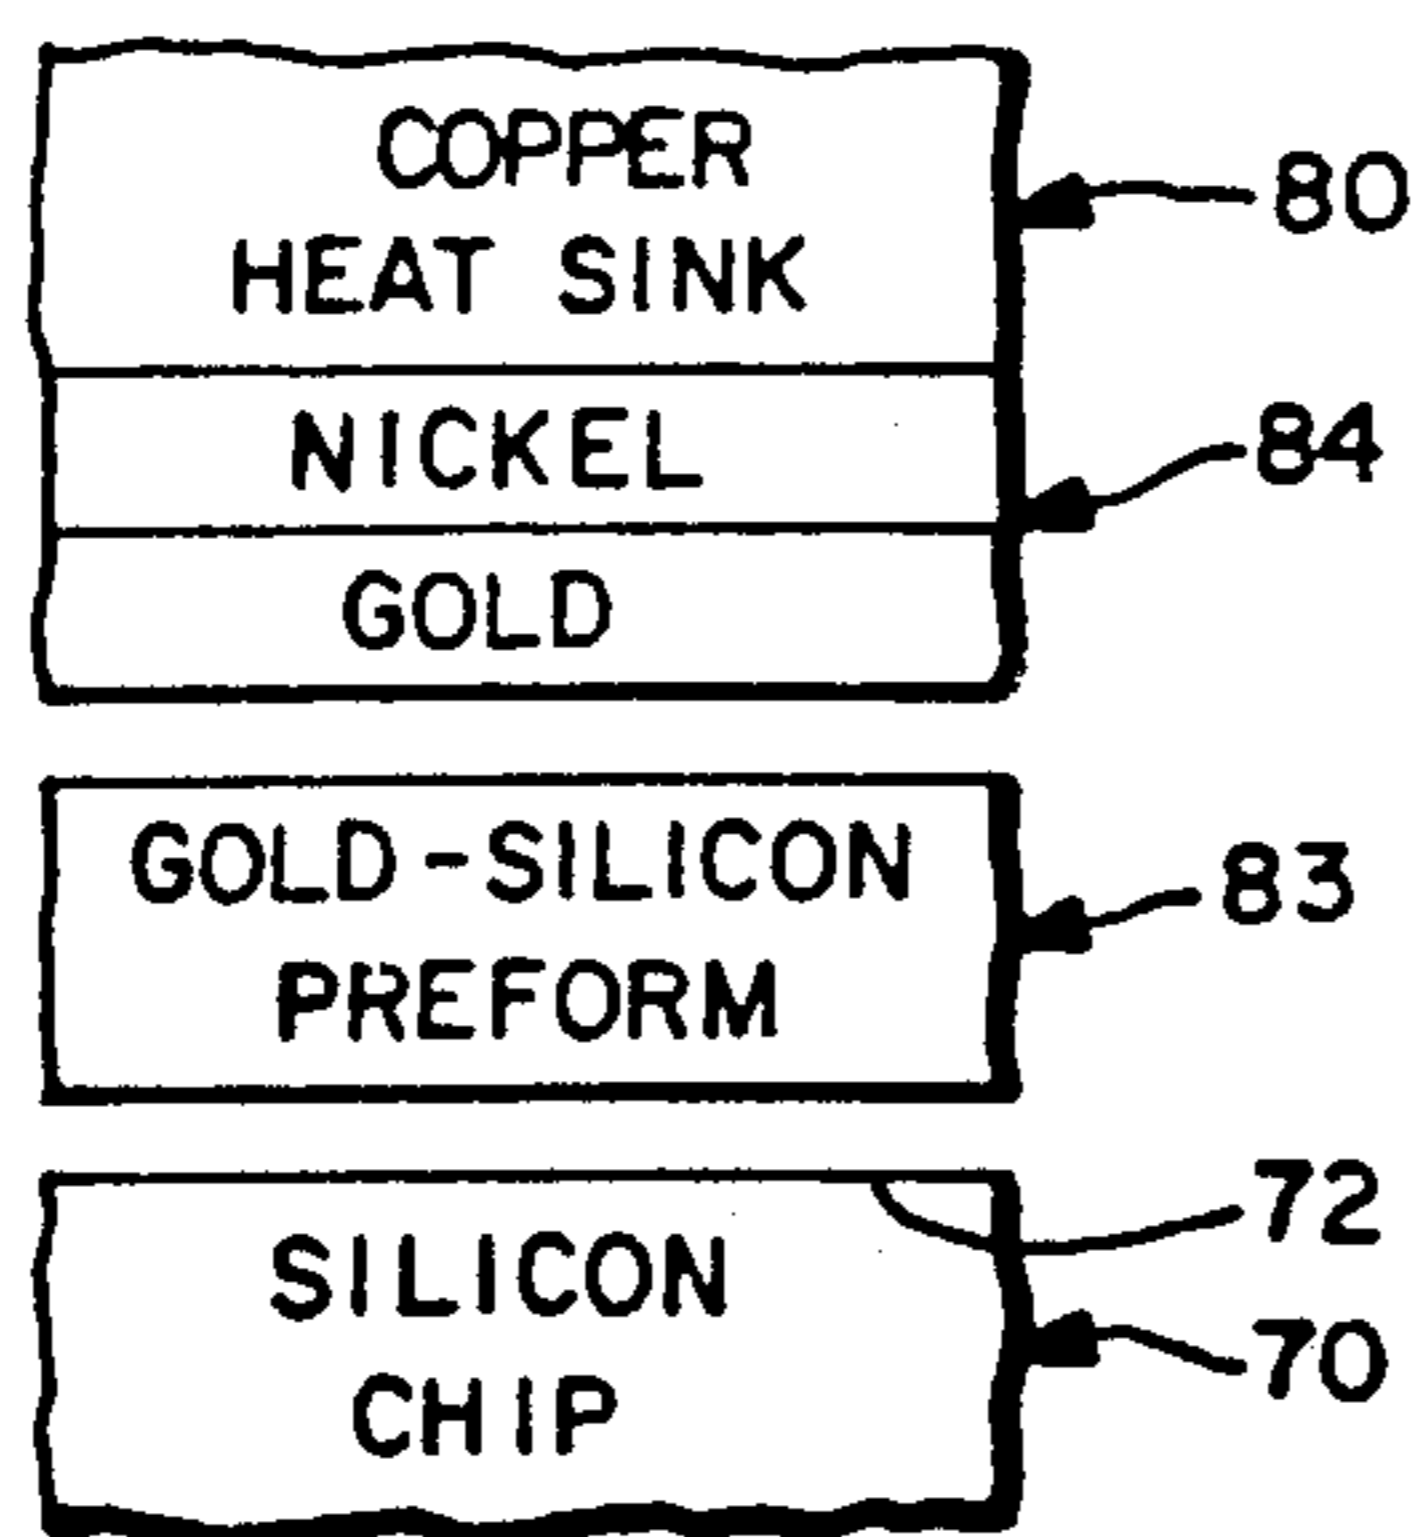 COPPER
HEAT SINK
80
NICKEL
84
GOLD
GOLD-SILICON
83
PREFORM
72
SILICON
70
CHIP